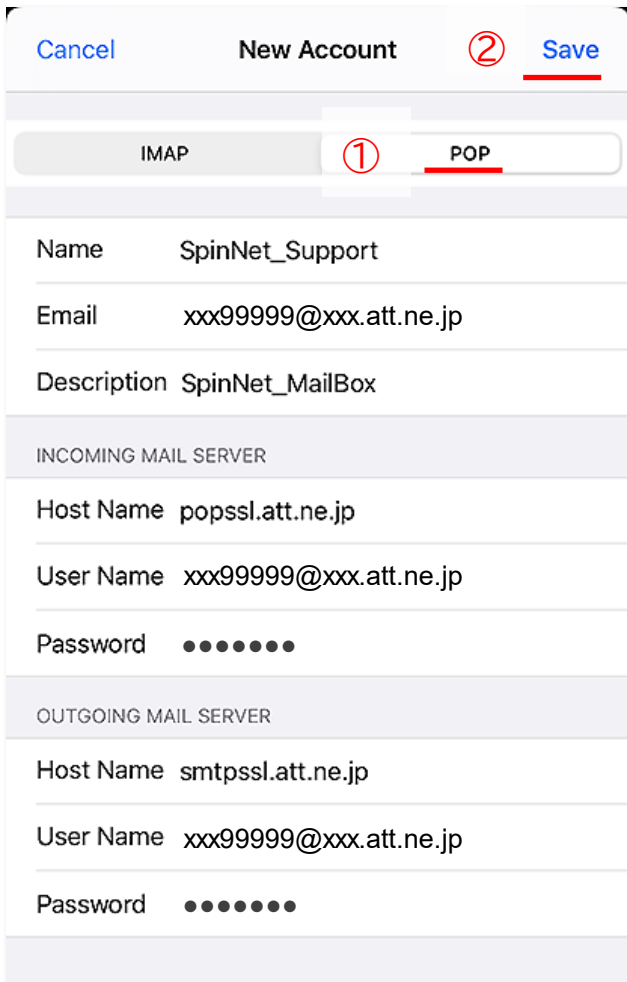 Cancel New Account ② Save
IMAP ① POP
Name SpinNet_Support
Email xxx99999@xxx.att.ne.jp
Description SpinNet_MailBox
INCOMING MAIL SERVER
Host Name popssl.att.ne.jp
User Name xxx99999@xxx.att.ne.jp
Password ●●●●●●●
OUTGOING MAIL SERVER
Host Name smtpssl.att.ne.jp
User Name xxx99999@xxx.att.ne.jp
Password ●●●●●●●